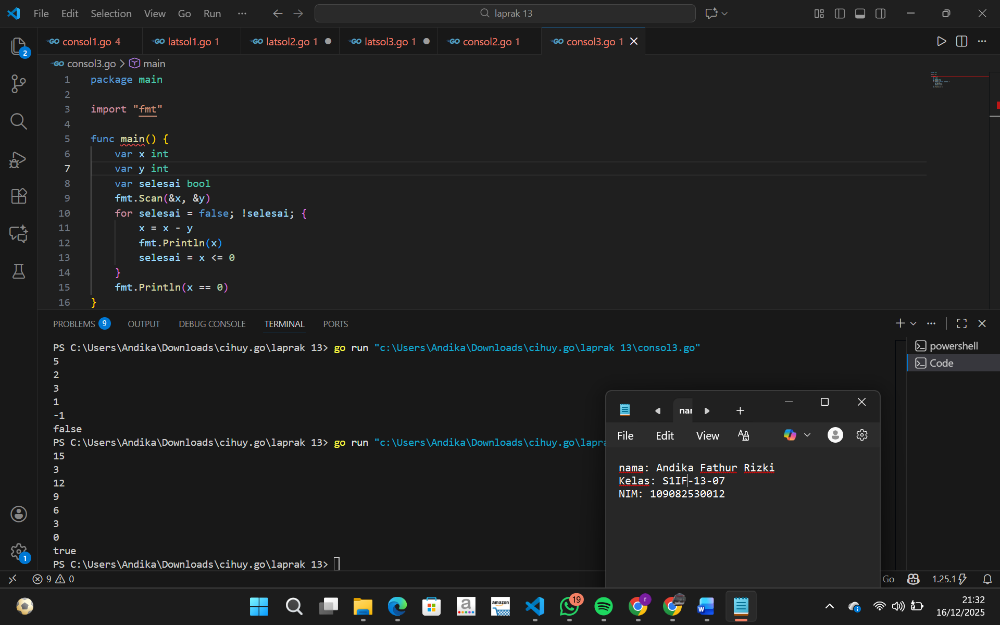 File Edit Selection View Go Run ··· laprak 13
consol1.go 4 latsol1.go 1 latsol2.go 1 latsol3.go 1 consol2.go 1 consol3.go 1
2
consol3.go > main
1 package main
2
3 import "fmt"
4
5 func main() {
6 var x int
7 var y int
8 var selesai bool
9 fmt.Scan(&x, &y)
10 for selesai = false; !selesai; {
11 x = x - y
12 fmt.Println(x)
13 selesai = x <= 0
14 }
15 fmt.Println(x == 0)
16 }
PROBLEMS 9 OUTPUT DEBUG CONSOLE TERMINAL PORTS
PS C:\Users\Andika\Downloads\cihuy.go\laprak 13> go run "c:\Users\Andika\Downloads\cihuy.go\laprak 13\consol3.go"
5
2
3
1
-1
false
PS C:\Users\Andika\Downloads\cihuy.go\laprak 13> go run "c:\Users\Andika\Downloads\cihuy.go\lapra
15
3
12
9
6
3
0
true
PS C:\Users\Andika\Downloads\cihuy.go\laprak 13>
powershell
Code
nar
File Edit View
nama: Andika Fathur Rizki
Kelas: S1IF-13-07
NIM: 109082530012
1
9 0 Go 1.25.1
a amazon 19 r W
21:32
16/12/2025